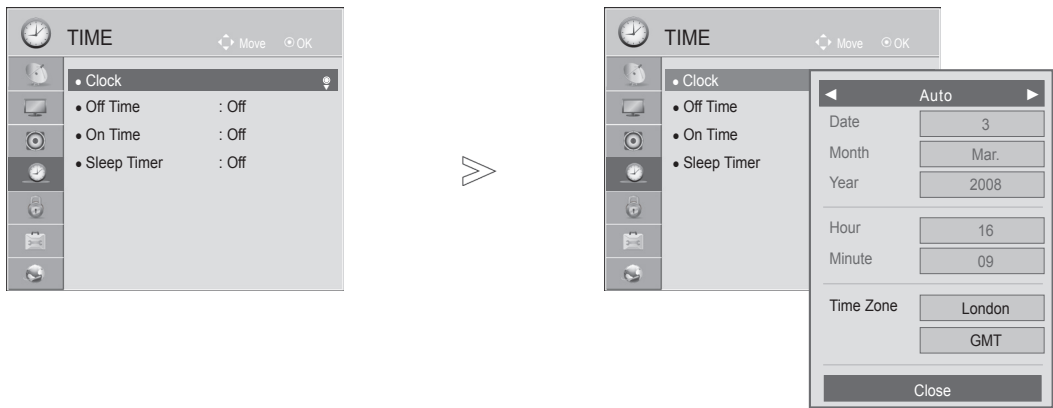 TIME Move OK
• Clock
• Off Time : Off
• On Time : Off
• Sleep Timer : Off
TIME Move OK
• Clock
• Off Time
• On Time
• Sleep Timer
◀ Auto ▶
Date 3
Month Mar.
Year 2008
Hour 16
Minute 09
Time Zone London
GMT
Close